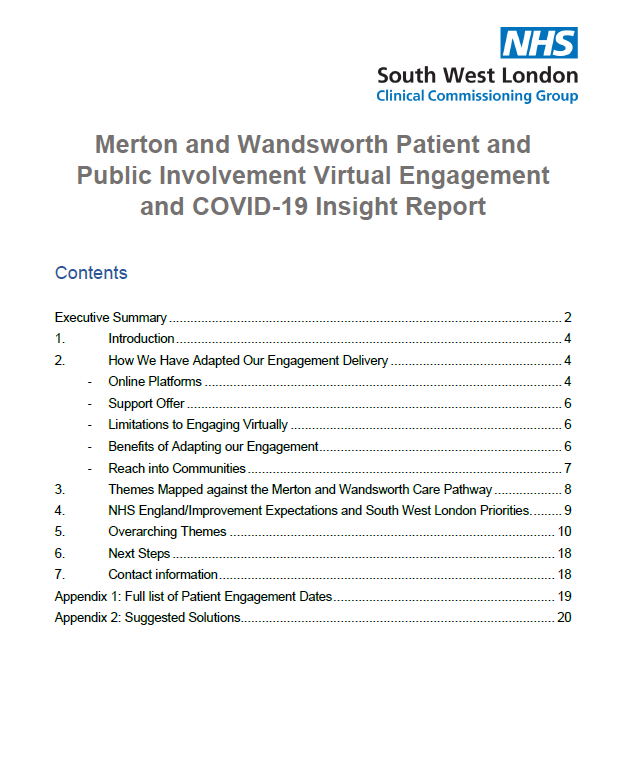 NHS
South West London
Clinical Commissioning Group
Merton and Wandsworth Patient and
Public Involvement Virtual Engagement
and COVID-19 Insight Report
Contents
Executive Summary ........................................................ 2
1. Introduction ........................................................ 4
2. How We Have Adapted Our Engagement Delivery ........................................................ 4
- Online Platforms ........................................................ 4
- Support Offer ........................................................ 6
- Limitations to Engaging Virtually ........................................................ 6
- Benefits of Adapting our Engagement ........................................................ 6
- Reach into Communities ........................................................ 7
3. Themes Mapped against the Merton and Wandsworth Care Pathway ................... 8
4. NHS England/Improvement Expectations and South West London Priorities ......... 9
5. Overarching Themes ........................................................ 10
6. Next Steps ........................................................ 18
7. Contact information ........................................................ 18
Appendix 1: Full list of Patient Engagement Dates ........................................................ 19
Appendix 2: Suggested Solutions ........................................................ 20